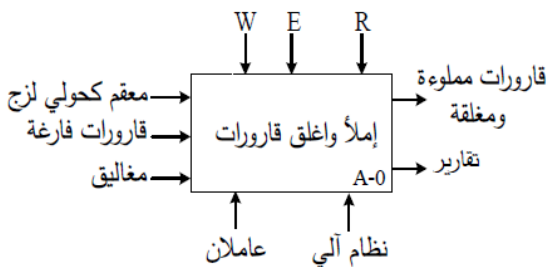 W E R
معقم كحولي لزج
قارورات فارغة
مغاليق
إملأ واغلق قارورات
A-0
قارورات مملوءة
ومغلقة
تقارير
عاملان
نظام آلي